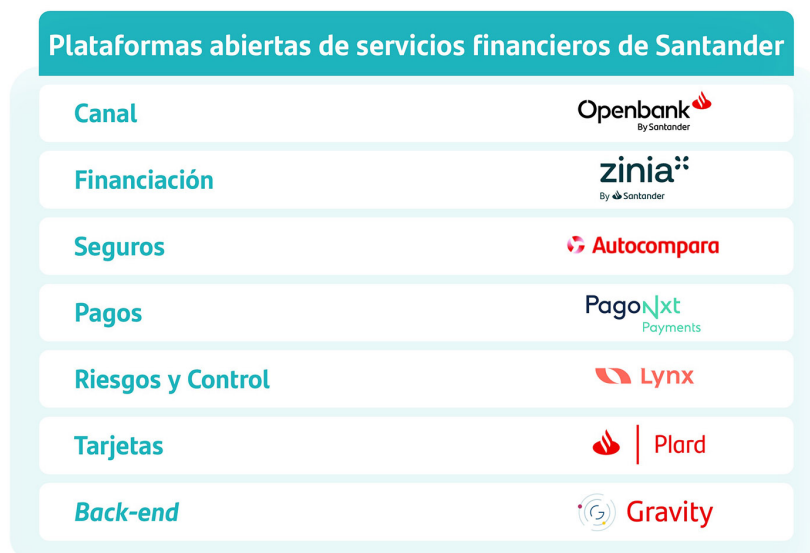 Plataformas abiertas de servicios financieros de Santander
Canal
Openbank
By Santander
Financiación
zinia
By Santander
Seguros
Autocompara
Pagos
PagoNxt
Payments
Riesgos y Control
Lynx
Tarjetas
Plard
Back-end
G Gravity